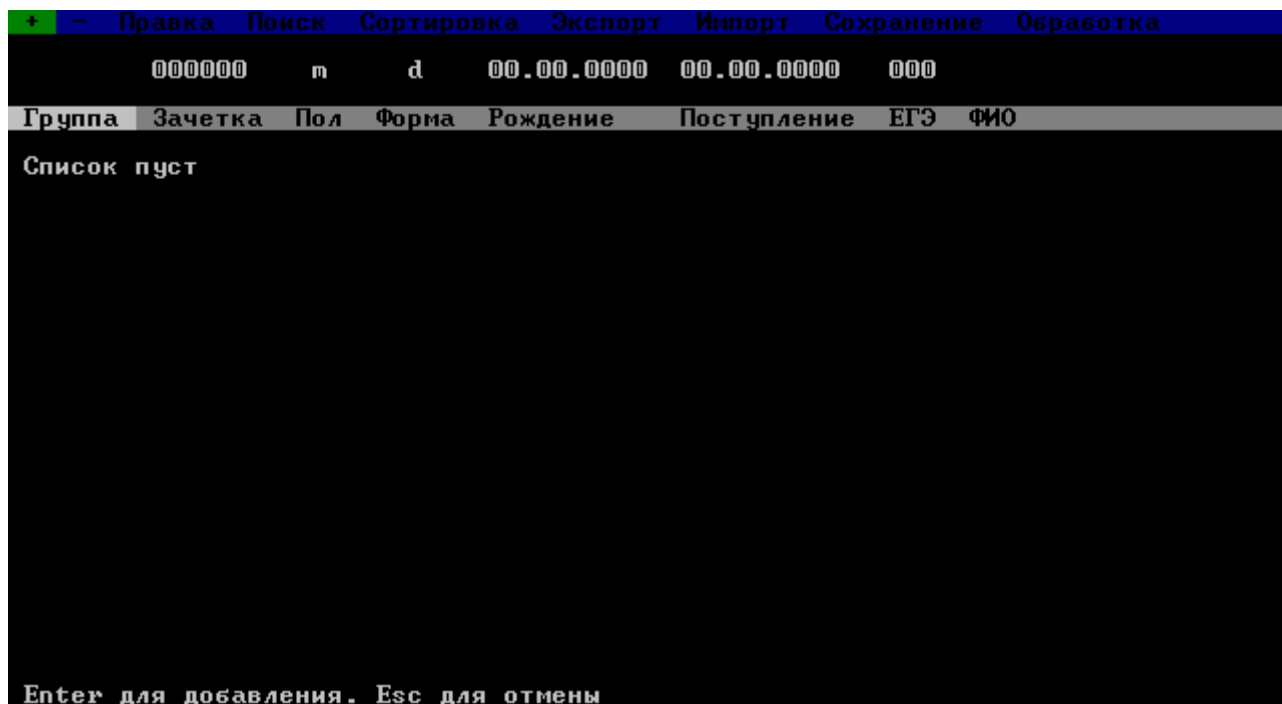 + - Правка Поиск Сортировка Экспорт Импорт Сохранение Обработка
000000 m d 00.00.0000 00.00.0000 000
Группа Зачетка Пол Форма Рождение Поступление ЕГЭ ФИО
Список пуст
Enter для добавления. Esc для отмены